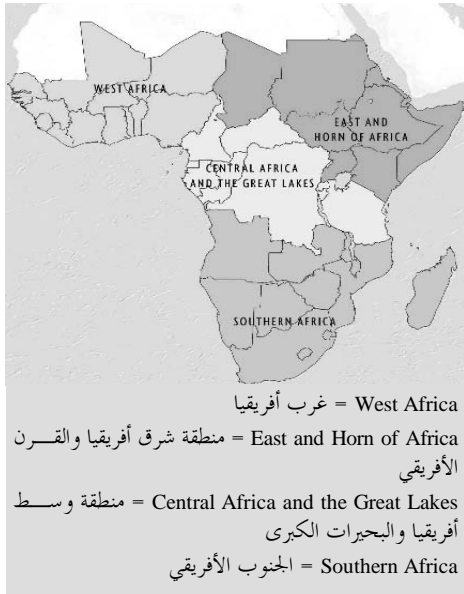 WEST AFRICA
EAST AND
HORN OF AFRICA
CENTRAL AFRICA
AND THE GREAT LAKES
SOUTHERN AFRICA
West Africa = غرب أفريقيا
East and Horn of Africa = منطقة شرق أفريقيا والقـــرن
الأفريقي
Central Africa and the Great Lakes = منطقة وســـط
أفريقيا والبحيرات الكبرى
Southern Africa = الجنوب الأفريقي